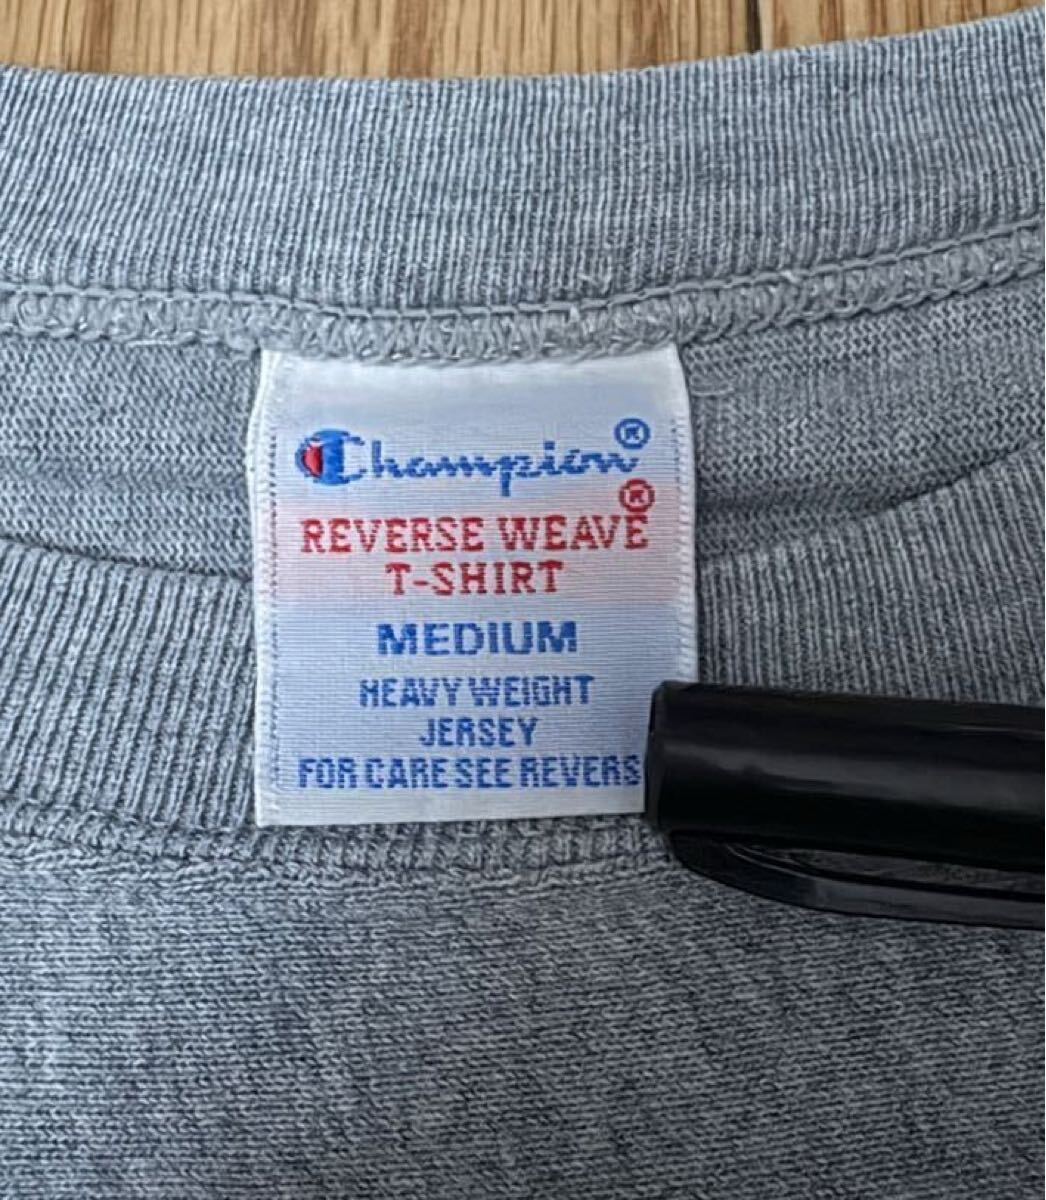 Champion®
REVERSE WEAVE®
T-SHIRT
MEDIUM
HEAVY WEIGHT
JERSEY
FOR CARE SEE REVERS